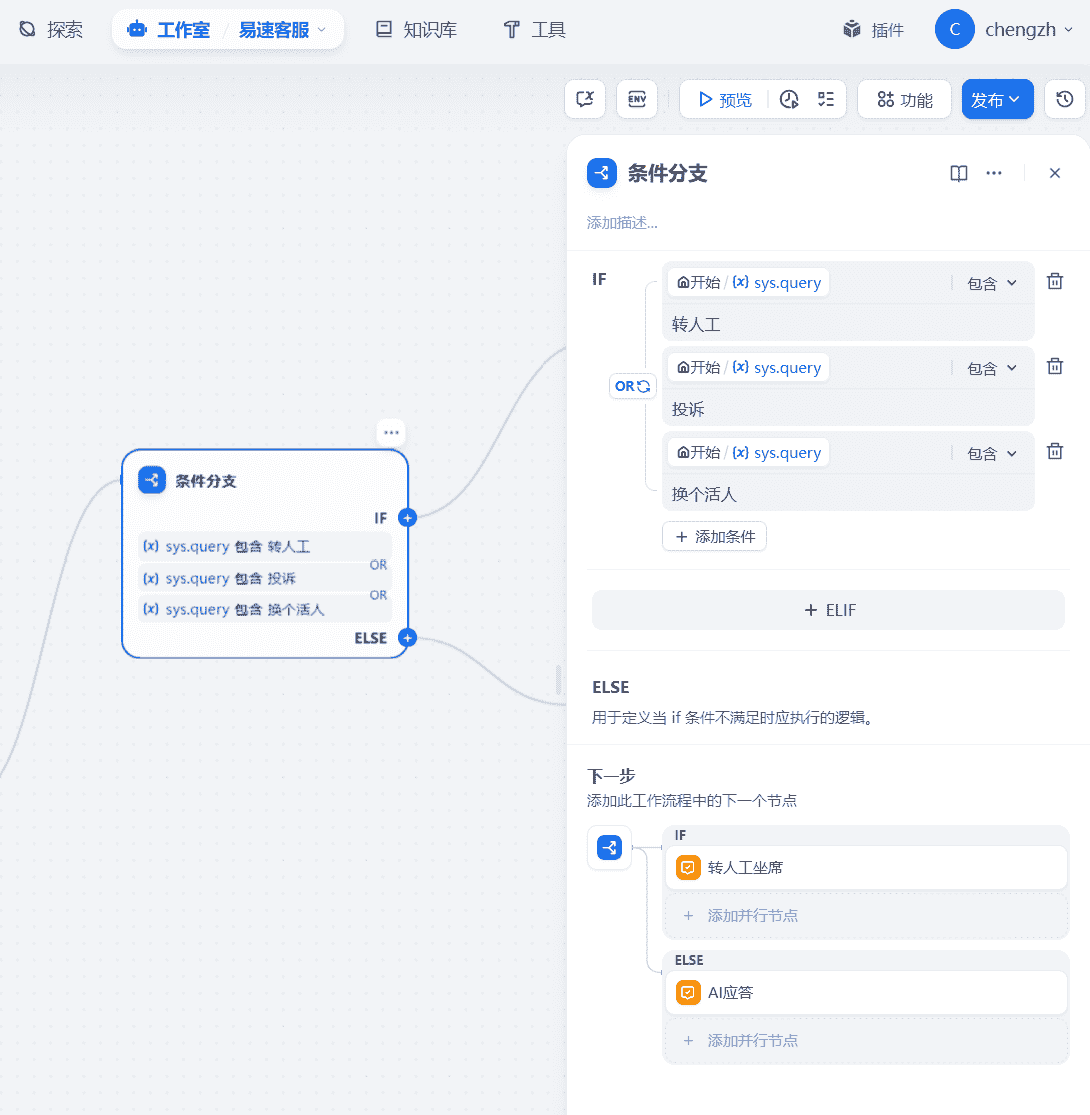 探索
工作室 / 易速客服
知识库
工具
插件
C chengzh
ENV
预览
功能
发布
条件分支
添加描述...
IF
开始 / {x} sys.query 包含
转人工
OR
开始 / {x} sys.query 包含
投诉
开始 / {x} sys.query 包含
换个活人
+ 添加条件
+ ELIF
ELSE
用于定义当 if 条件不满足时应执行的逻辑。
下一步
添加此工作流程中的下一个节点
IF
转人工坐席
+ 添加并行节点
ELSE
AI应答
+ 添加并行节点
条件分支
IF
{x} sys.query 包含 转人工
OR
{x} sys.query 包含 投诉
OR
{x} sys.query 包含 换个活人
ELSE